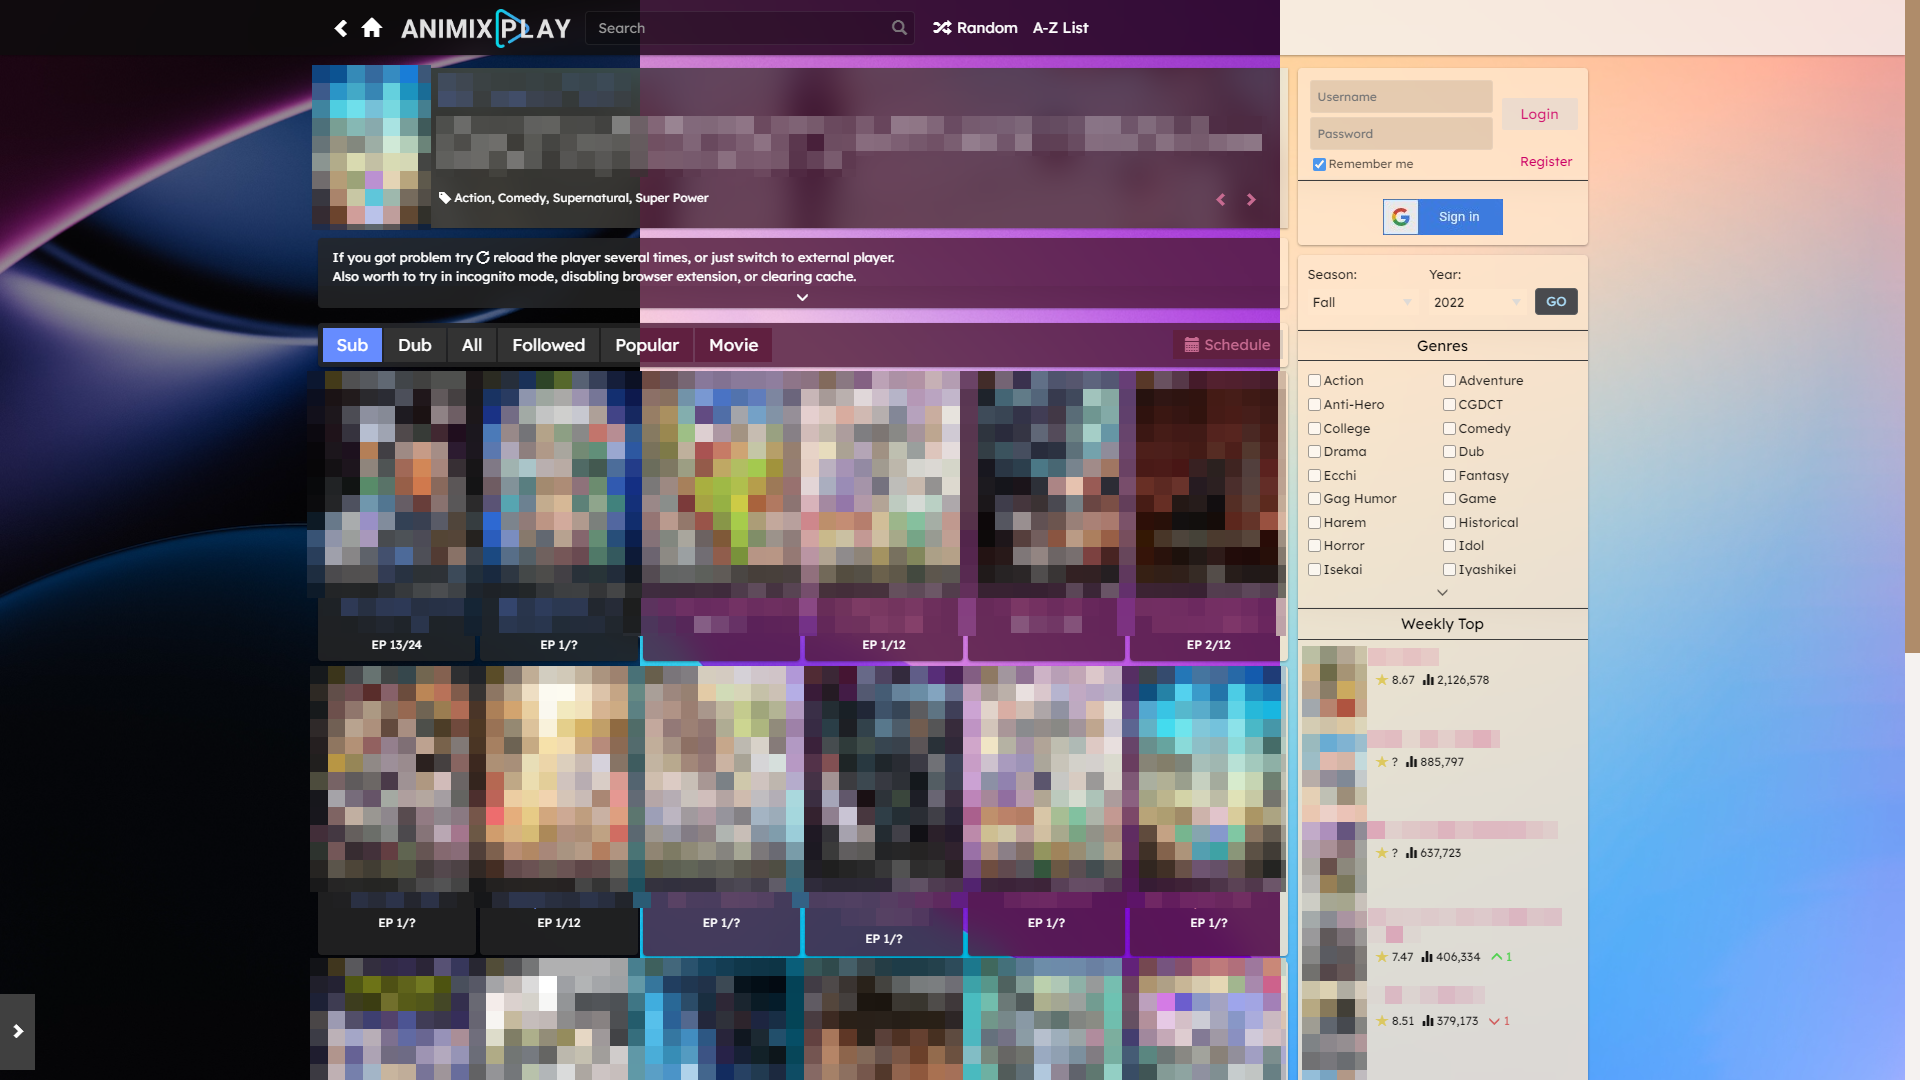 ANIMIXPLAY
Search
Random
A-Z List
Action, Comedy, Supernatural, Super Power
If you got problem try reload the player several times, or just switch to external player.
Also worth to try in incognito mode, disabling browser extension, or clearing cache.
Sub
Dub
All
Followed
Popular
Movie
Schedule
EP 13/24
EP 1/?
EP 1/12
EP 2/12
EP 1/?
EP 1/12
EP 1/?
EP 1/?
EP 1/?
EP 1/?
Username
Password
Login
Remember me
Register
Sign in
Season:
Year:
Fall
2022
GO
Genres
Action
Adventure
Anti-Hero
CGDCT
College
Comedy
Drama
Dub
Ecchi
Fantasy
Gag Humor
Game
Harem
Historical
Horror
Idol
Isekai
Iyashikei
Weekly Top
8.67 2,126,578
? 885,797
? 637,723
7.47 406,334 1
8.51 379,173 1